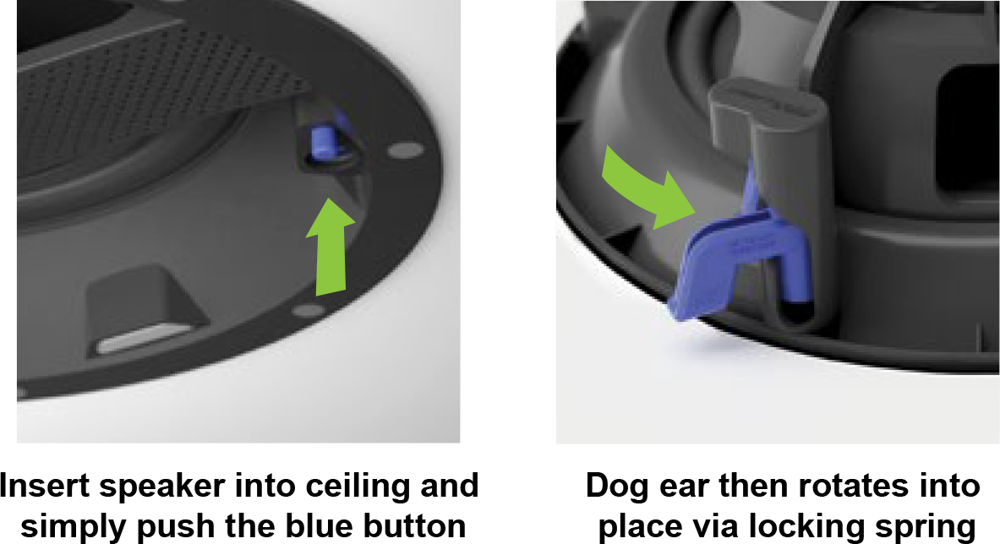 Insert speaker into ceiling and
simply push the blue button
Dog ear then rotates into
place via locking spring